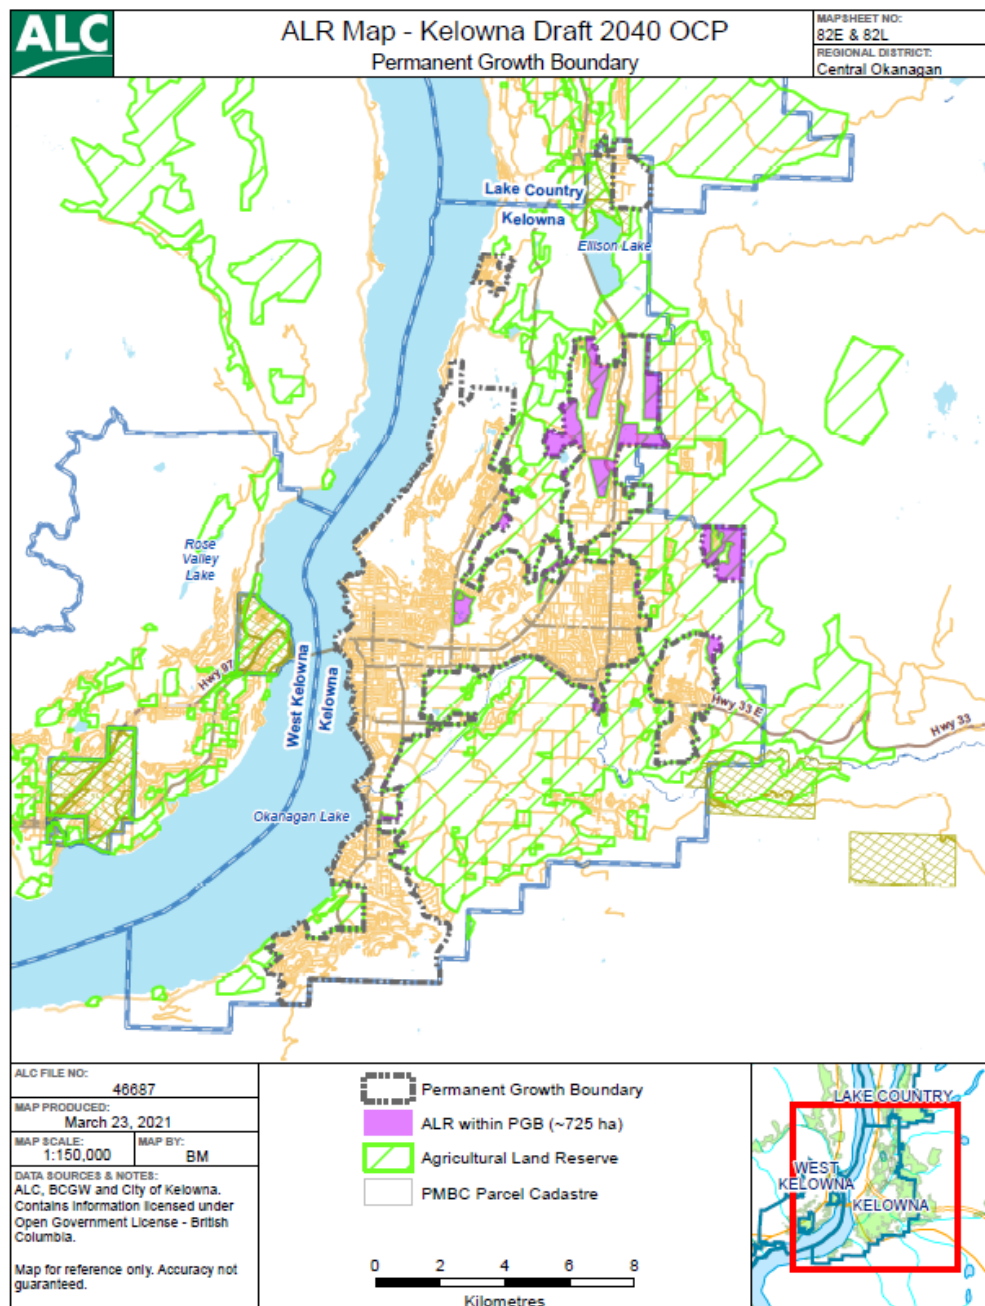 ALC
ALR Map - Kelowna Draft 2040 OCP
Permanent Growth Boundary
MAPSHEET NO:
82E & 82L
REGIONAL DISTRICT:
Central Okanagan
Lake Country
Kelowna
Ellison Lake
Rose
Valley
Lake
Hwy 97
West Kelowna
Kelowna
Hwy 33 E
Hwy 33
Okanagan Lake
ALC FILE NO:
46687
MAP PRODUCED:
March 23, 2021
MAP SCALE:
1:150,000
MAP BY:
BM
DATA SOURCES & NOTES:
ALC, BCGW and City of Kelowna.
Contains information licensed under
Open Government License - British
Columbia.
Map for reference only. Accuracy not
guaranteed.
Permanent Growth Boundary
ALR within PGB (~725 ha)
Agricultural Land Reserve
PMBC Parcel Cadastre
0 2 4 6 8
Kilometres
LAKE COUNTRY
WEST
KELOWNA
KELOWNA